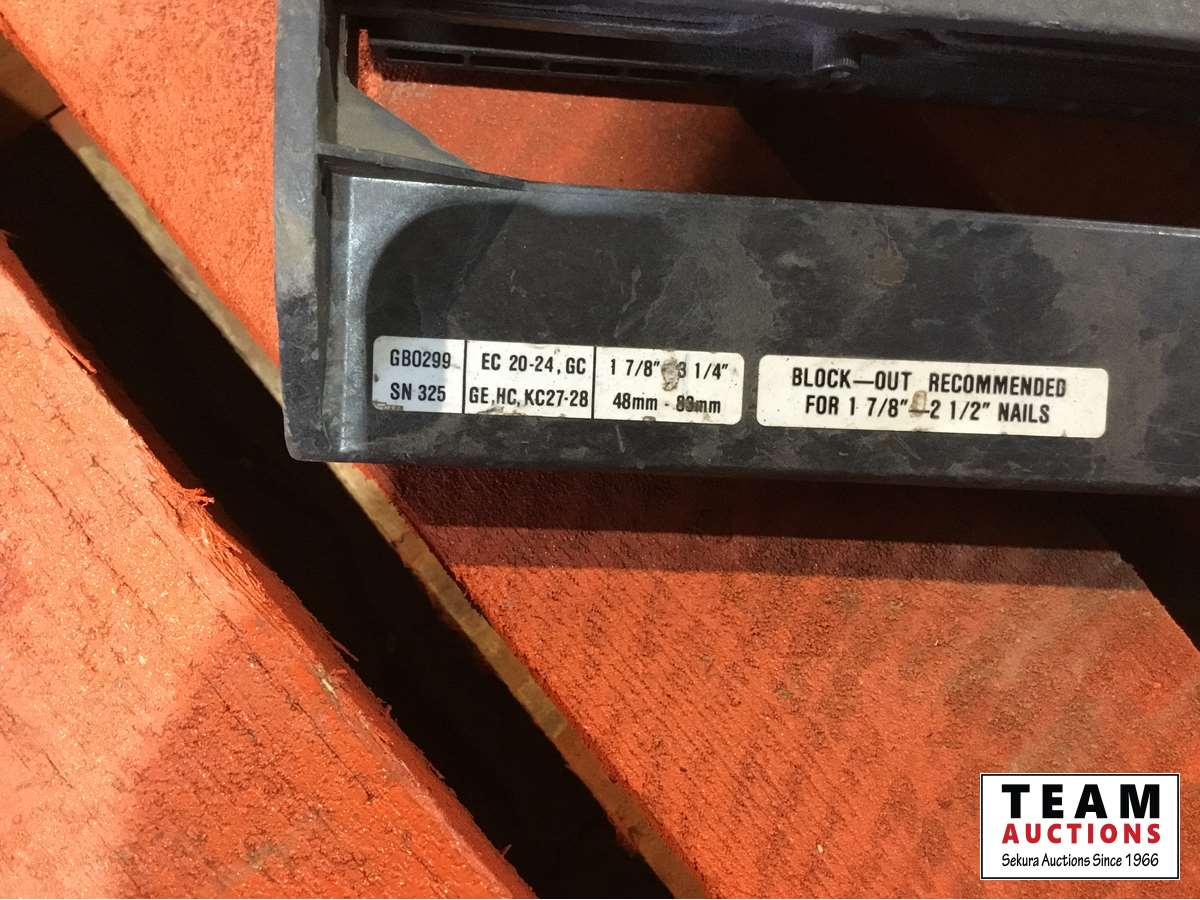 GB0299
SN 325
EC 20-24, GC
GE, HC, KC27-28
1 7/8" - 3 1/4"
48mm - 83mm
BLOCK—OUT RECOMMENDED
FOR 1 7/8"—2 1/2" NAILS
TEAM
AUCTIONS
Sekura Auctions Since 1966